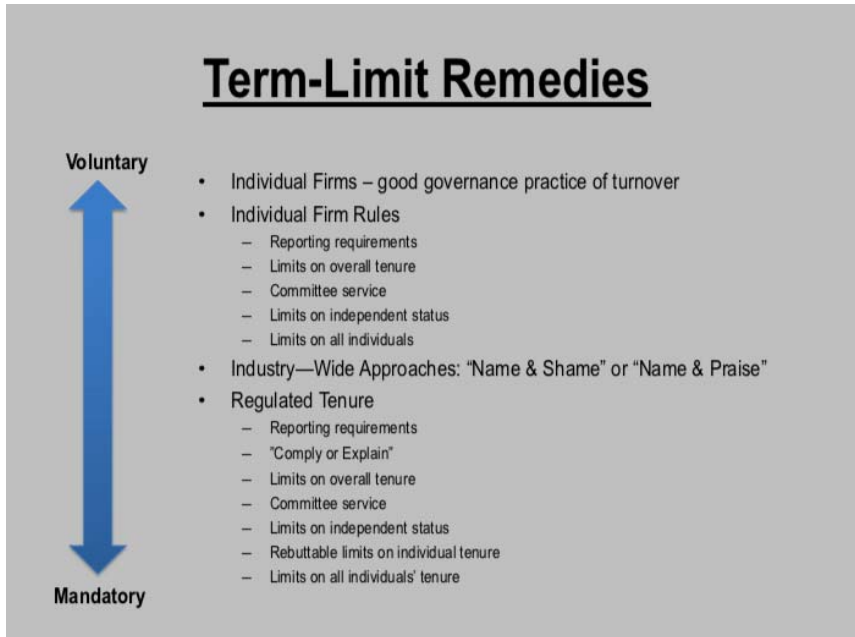 Term-Limit Remedies
Voluntary
• Individual Firms – good governance practice of turnover
• Individual Firm Rules
– Reporting requirements
– Limits on overall tenure
– Committee service
– Limits on independent status
– Limits on all individuals
• Industry—Wide Approaches: “Name & Shame” or “Name & Praise”
• Regulated Tenure
– Reporting requirements
– ”Comply or Explain”
– Limits on overall tenure
– Committee service
– Limits on independent status
– Rebuttable limits on individual tenure
– Limits on all individuals’ tenure
Mandatory